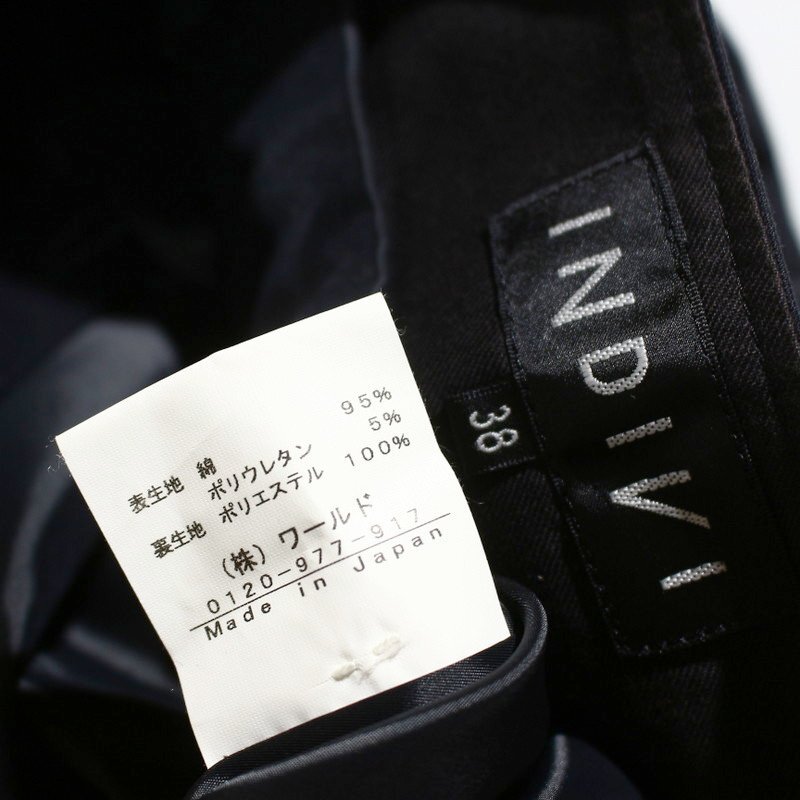 表生地 綿 95%
ポリウレタン 5%
裏生地 ポリエステル 100%
(株) ワールド
0120-977-917
Made in Japan
38
INDIVI